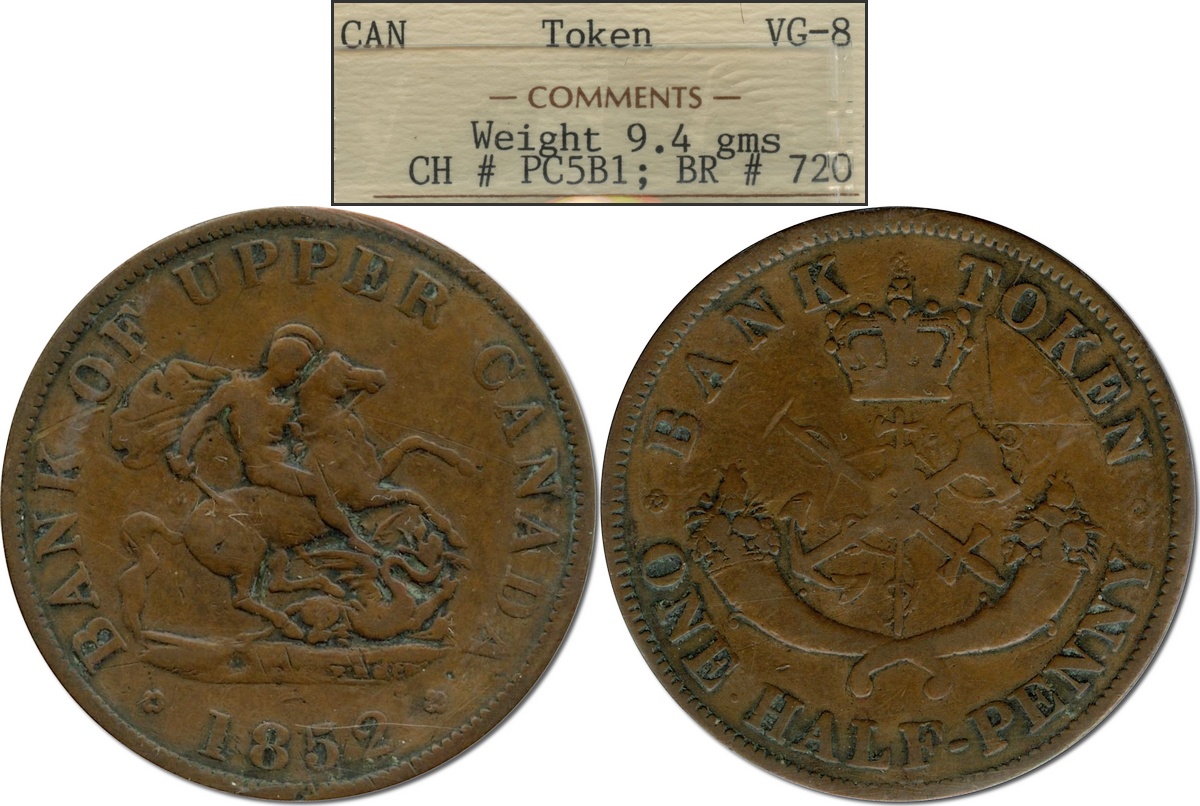 CAN Token VG-8
— COMMENTS —
Weight 9.4 gms
CH # PC5B1; BR # 720
BANK OF UPPER CANADA
1852
BANK TOKEN
ONE HALF-PENNY